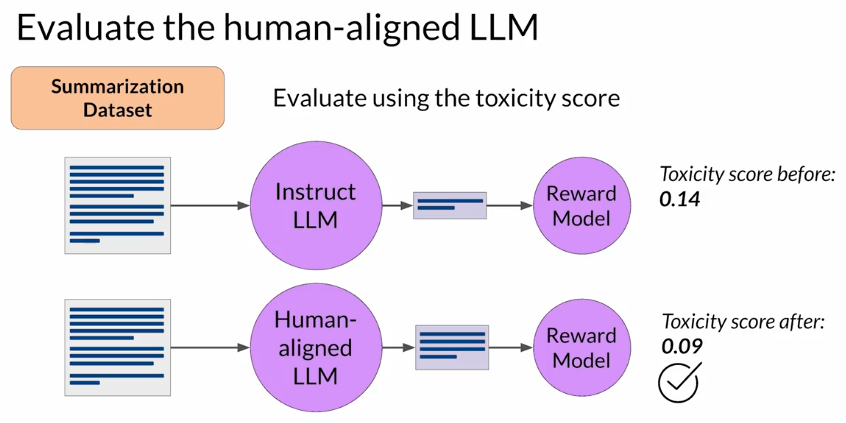 Evaluate the human-aligned LLM
Summarization
Dataset
Evaluate using the toxicity score
Instruct
LLM
Reward
Model
Toxicity score before:
0.14
Human-
aligned
LLM
Reward
Model
Toxicity score after:
0.09